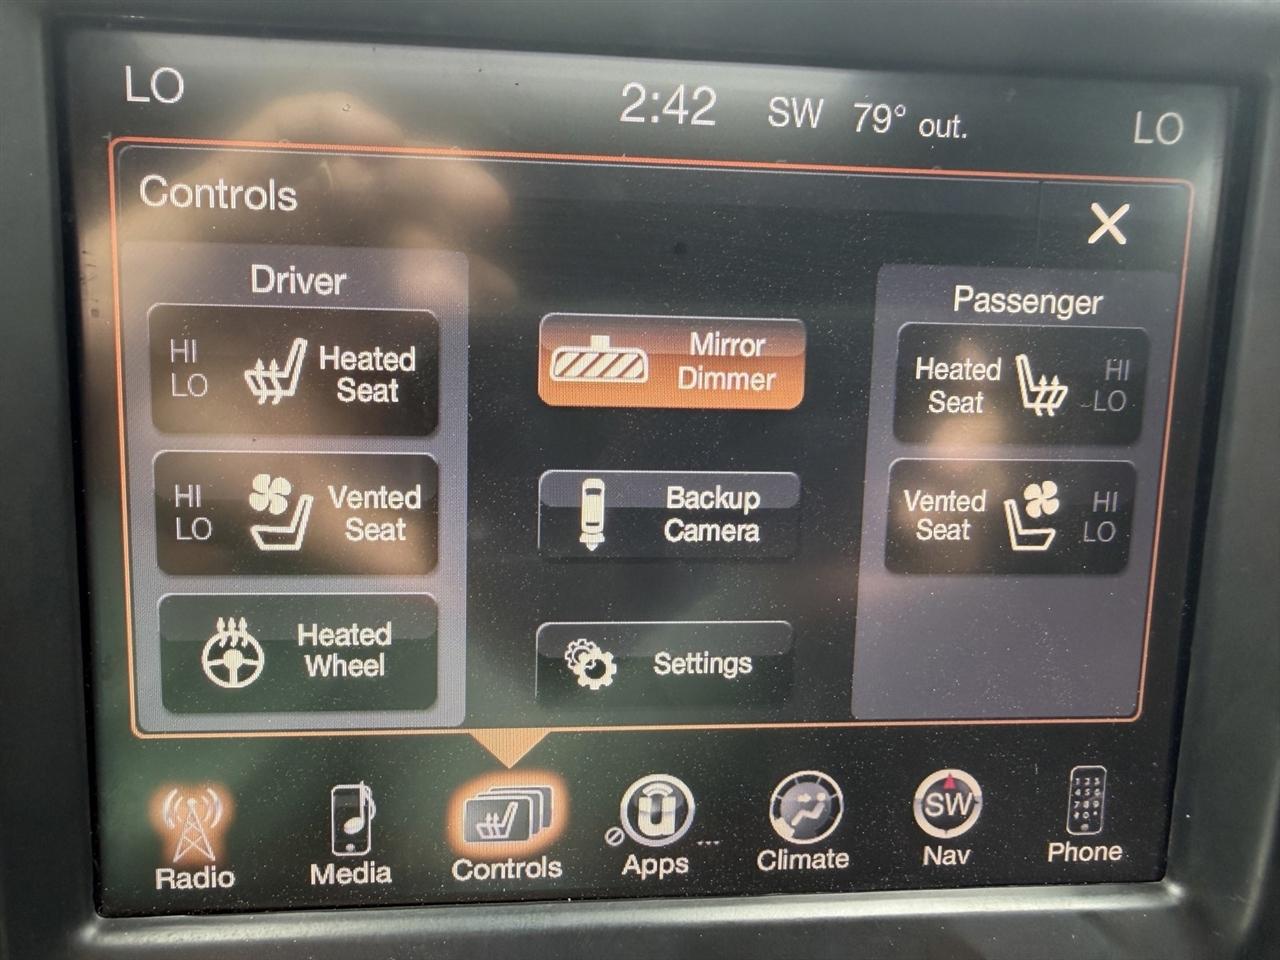 LO
2:42 SW 79° out.
LO
Controls
X
Driver
HI
LO
Heated
Seat
HI
LO
Vented
Seat
Heated
Wheel
Mirror
Dimmer
Backup
Camera
Settings
Passenger
Heated
Seat
HI
LO
Vented
Seat
HI
LO
Radio
Media
Controls
Apps
Climate
SW
Nav
Phone